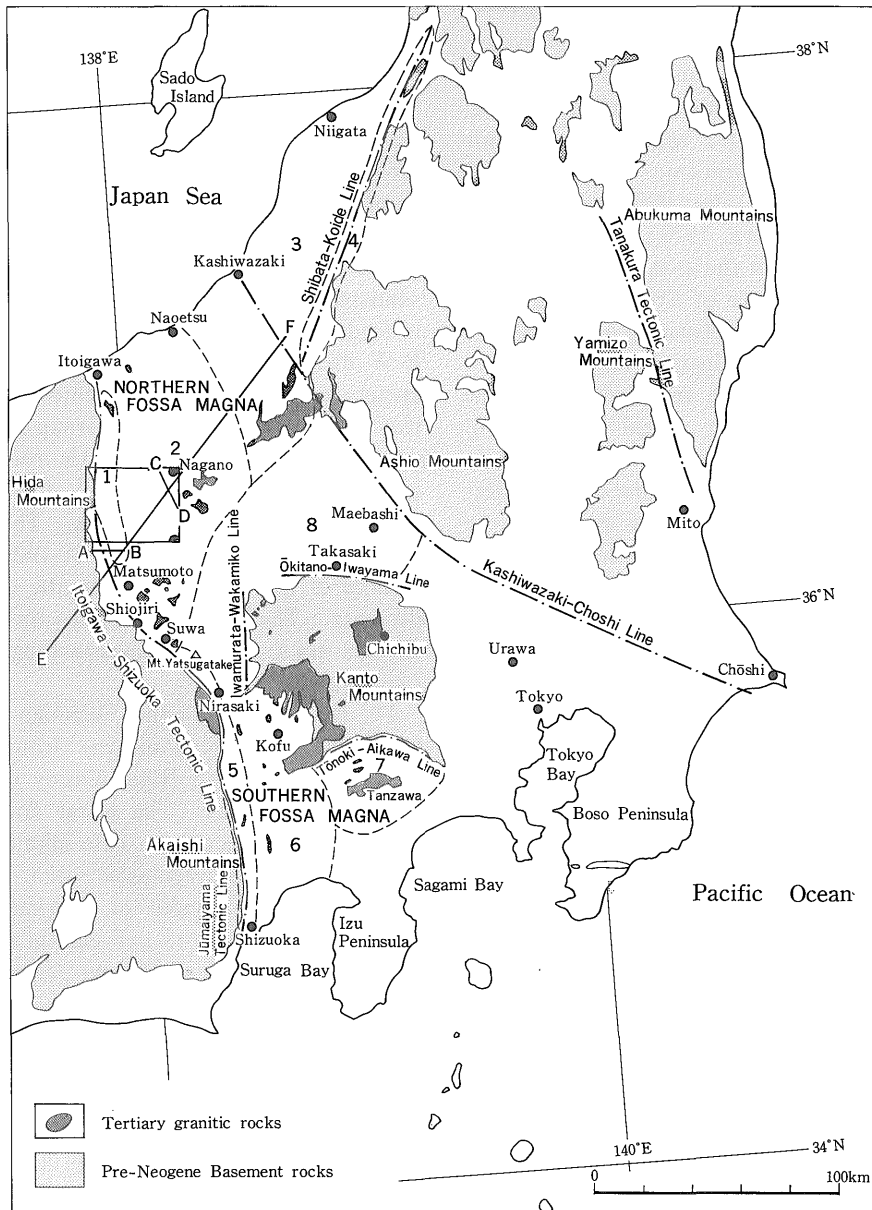 138°E
38°N
Sado
Island
Niigata
Japan Sea
Shibata-Koide Line
3
4
Abukuma Mountains
Tanakura Tectonic Line
Kashiwazaki
Naoetsu
F
Yamizo
Mountains
Itoigawa
NORTHERN
FOSSA MAGNA
2
C
Nagano
1
Hida
Mountains
D
Ashio Mountains
Mito
A
B
8
Maebashi
Takasaki
Ōkitano-Iwayama Line
Matsumoto
Shiojiri
Suwa
E
Mt.Yatsugatake
Iwamurata-Wakamiko Line
Itoigawa-Shizuoka Tectonic Line
Kashiwazaki-Choshi Line
36°N
Chichibu
Kanto
Mountains
Urawa
Chōshi
Tokyo
Nirasaki
Kofu
Tōnoki-Aikawa Line
7
Tanzawa
Tokyo
Bay
5
SOUTHERN
FOSSA MAGNA
6
Boso Peninsula
Akaishi
Mountains
Jūmaiyama
Tectonic Line
Sagami Bay
Pacific Ocean
Shizuoka
Izu
Peninsula
Suruga Bay
Tertiary granitic rocks
Pre-Neogene Basement rocks
140°E
34°N
0
100km